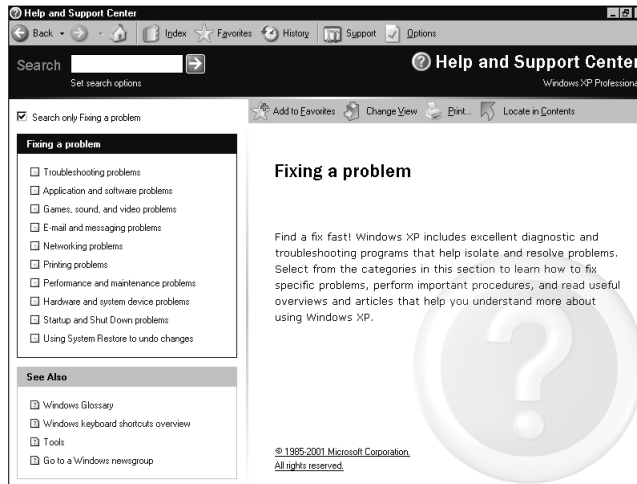 Help and Support Center
Back Index Favorites History Support Options
Search
Set search options
Help and Support Center
Windows XP Professional
Search only Fixing a problem
Add to Favorites Change View Print... Locate in Contents
Fixing a problem
Troubleshooting problems
Application and software problems
Games, sound, and video problems
E-mail and messaging problems
Networking problems
Printing problems
Performance and maintenance problems
Hardware and system device problems
Startup and Shut Down problems
Using System Restore to undo changes
See Also
Windows Glossary
Windows keyboard shortcuts overview
Tools
Go to a Windows newsgroup
Fixing a problem
Find a fix fast! Windows XP includes excellent diagnostic and
troubleshooting programs that help isolate and resolve problems.
Select from the categories in this section to learn how to fix
specific problems, perform important procedures, and read useful
overviews and articles that help you understand more about
using Windows XP.
© 1985-2001 Microsoft Corporation.
All rights reserved.